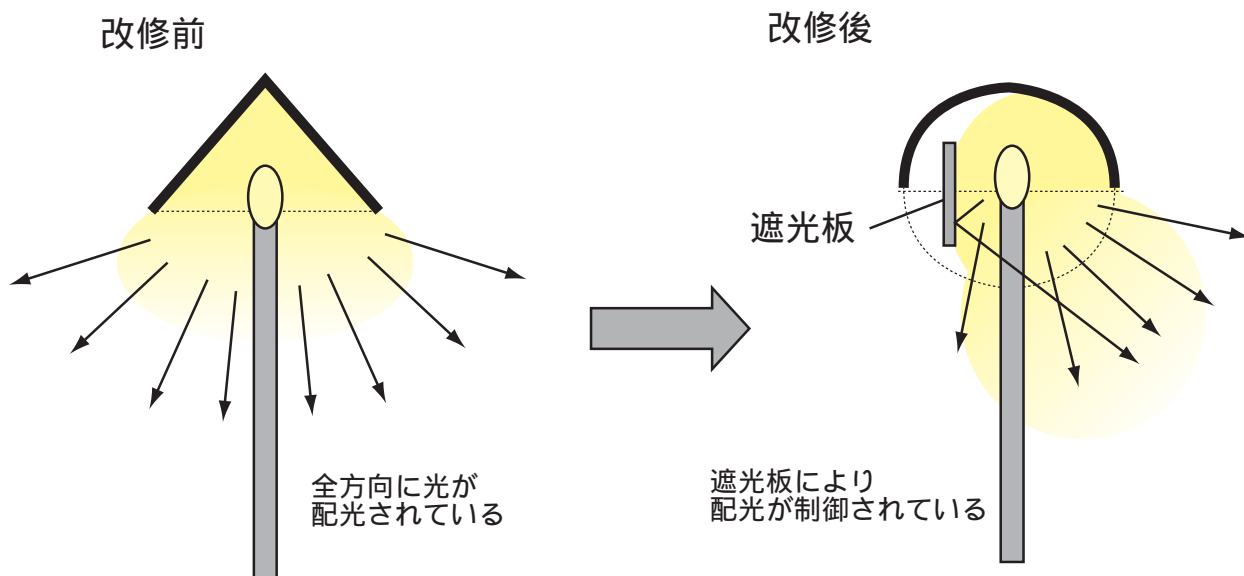 改修前
改修後
遮光板
全方向に光が
配光されている
遮光板により
配光が制御されている